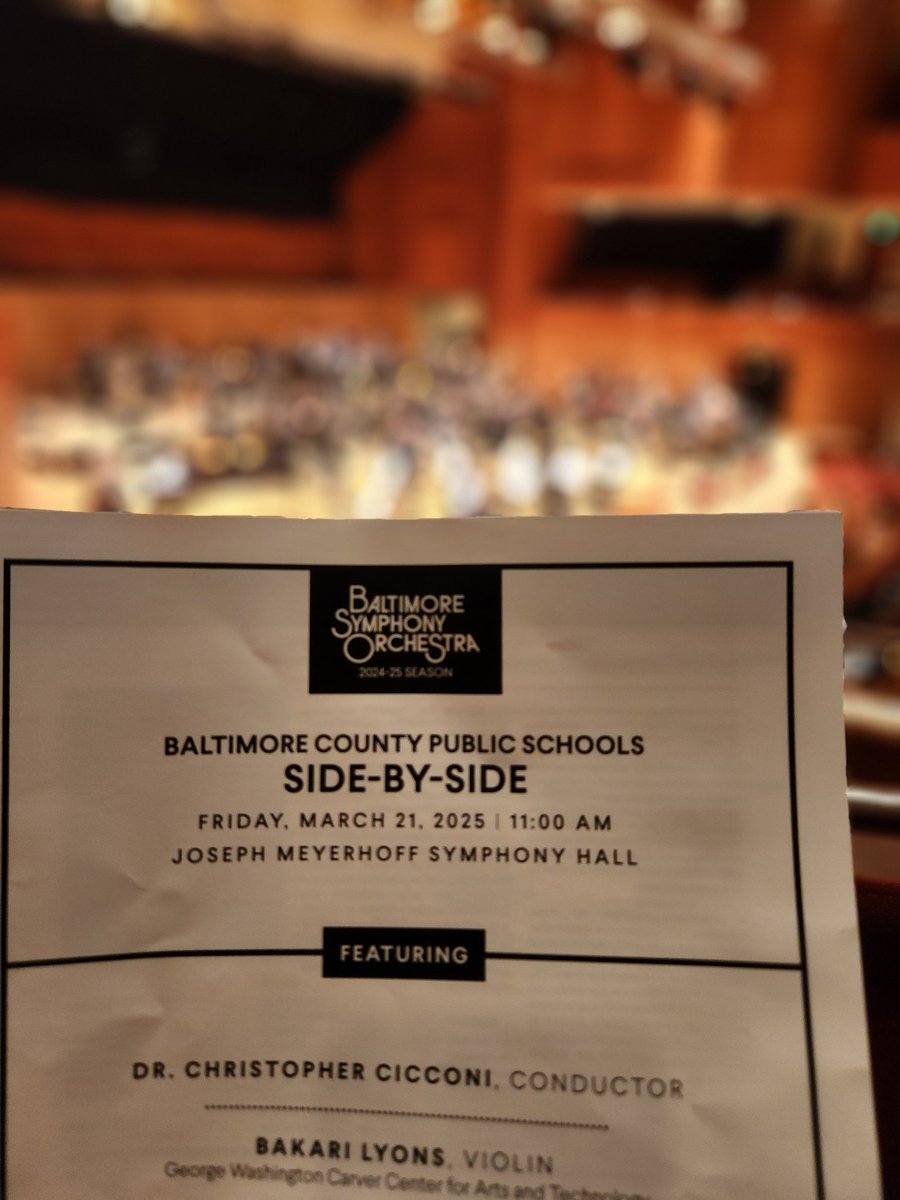 BALTIMORE
SYMPHONY
ORCHESTRA
2024-25 SEASON
BALTIMORE COUNTY PUBLIC SCHOOLS
SIDE-BY-SIDE
FRIDAY, MARCH 21, 2025 | 11:00 AM
JOSEPH MEYERHOFF SYMPHONY HALL
FEATURING
DR. CHRISTOPHER CICCONI, CONDUCTOR
BAKARI LYONS, VIOLIN
George Washington Carver Center for Arts and Technology